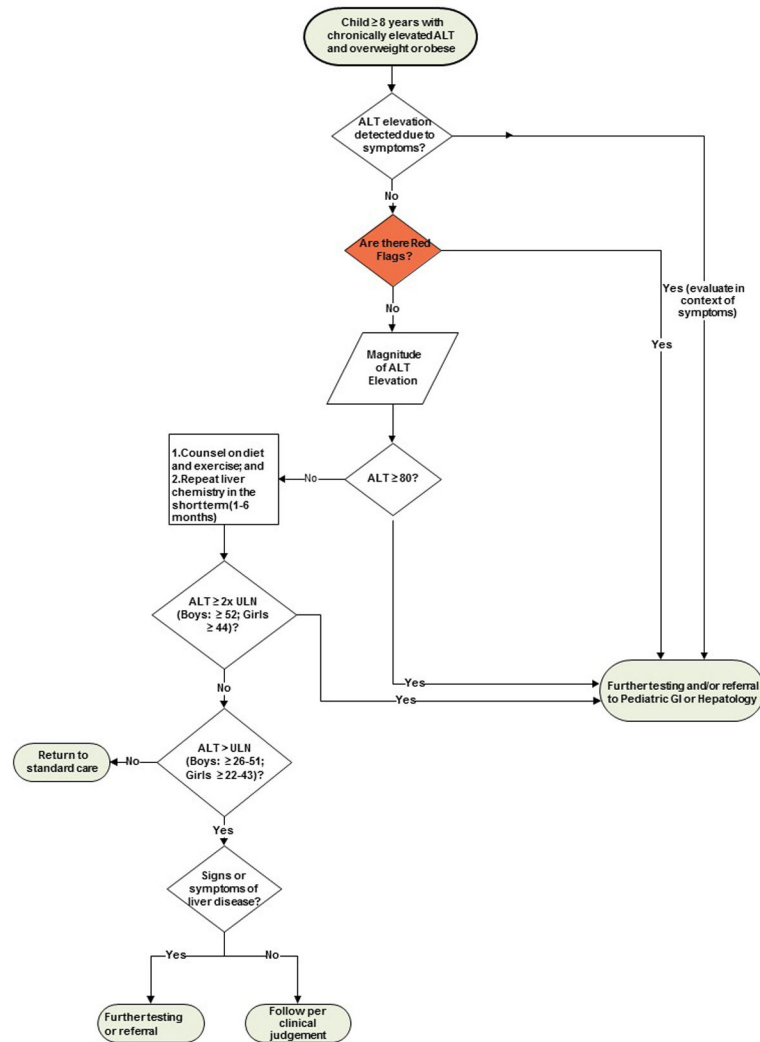 Child ≥ 8 years with
chronically elevated ALT
and overweight or obese
ALT elevation
detected due to
symptoms?
No
Are there Red
Flags?
Yes (evaluate in
context of
symptoms)
No
Yes
Magnitude
of ALT
Elevation
1.Counsel on diet
and exercise; and
2.Repeat liver
chemistry in the
short term (1-6
months)
No
ALT ≥ 80?
ALT ≥ 2x ULN
(Boys: ≥ 52; Girls
≥ 44)?
Yes
Further testing and/or referral
to Pediatric GI or Hepatology
No
Yes
Return to
standard care
No
ALT > ULN
(Boys: ≥ 26-51;
Girls ≥ 22-43)?
Yes
Signs or
symptoms of
liver disease?
Yes
No
Further testing
or referral
Follow per
clinical
judgement